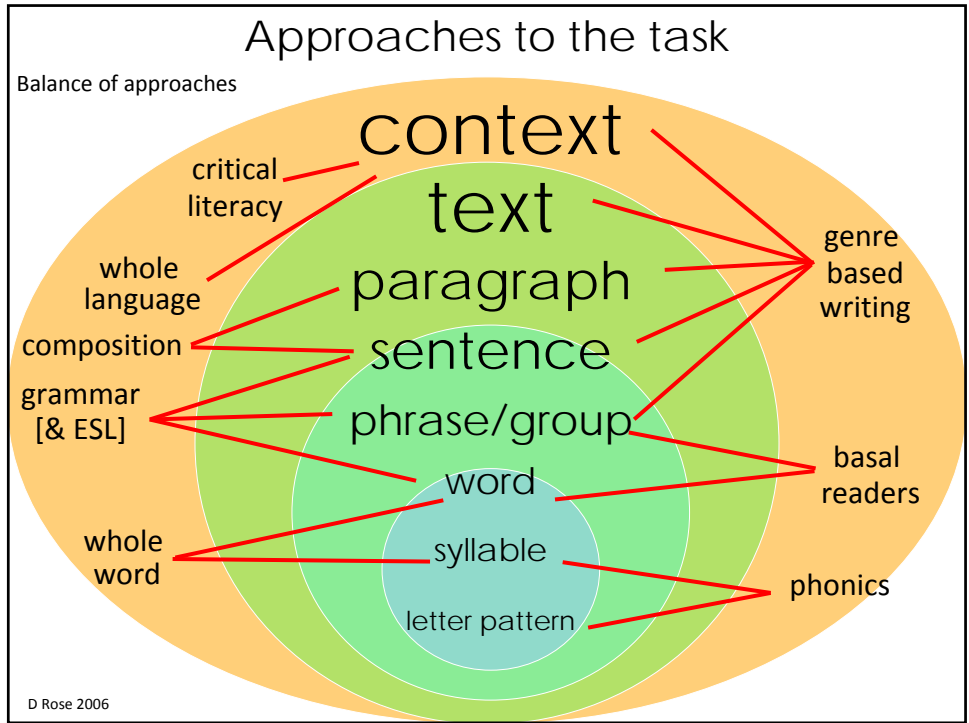 Approaches to the task
Balance of approaches
context
critical
literacy
text
genre
based
writing
whole
language
paragraph
composition
sentence
grammar
[& ESL]
phrase/group
basal
readers
word
whole
word
syllable
phonics
letter pattern
D Rose 2006